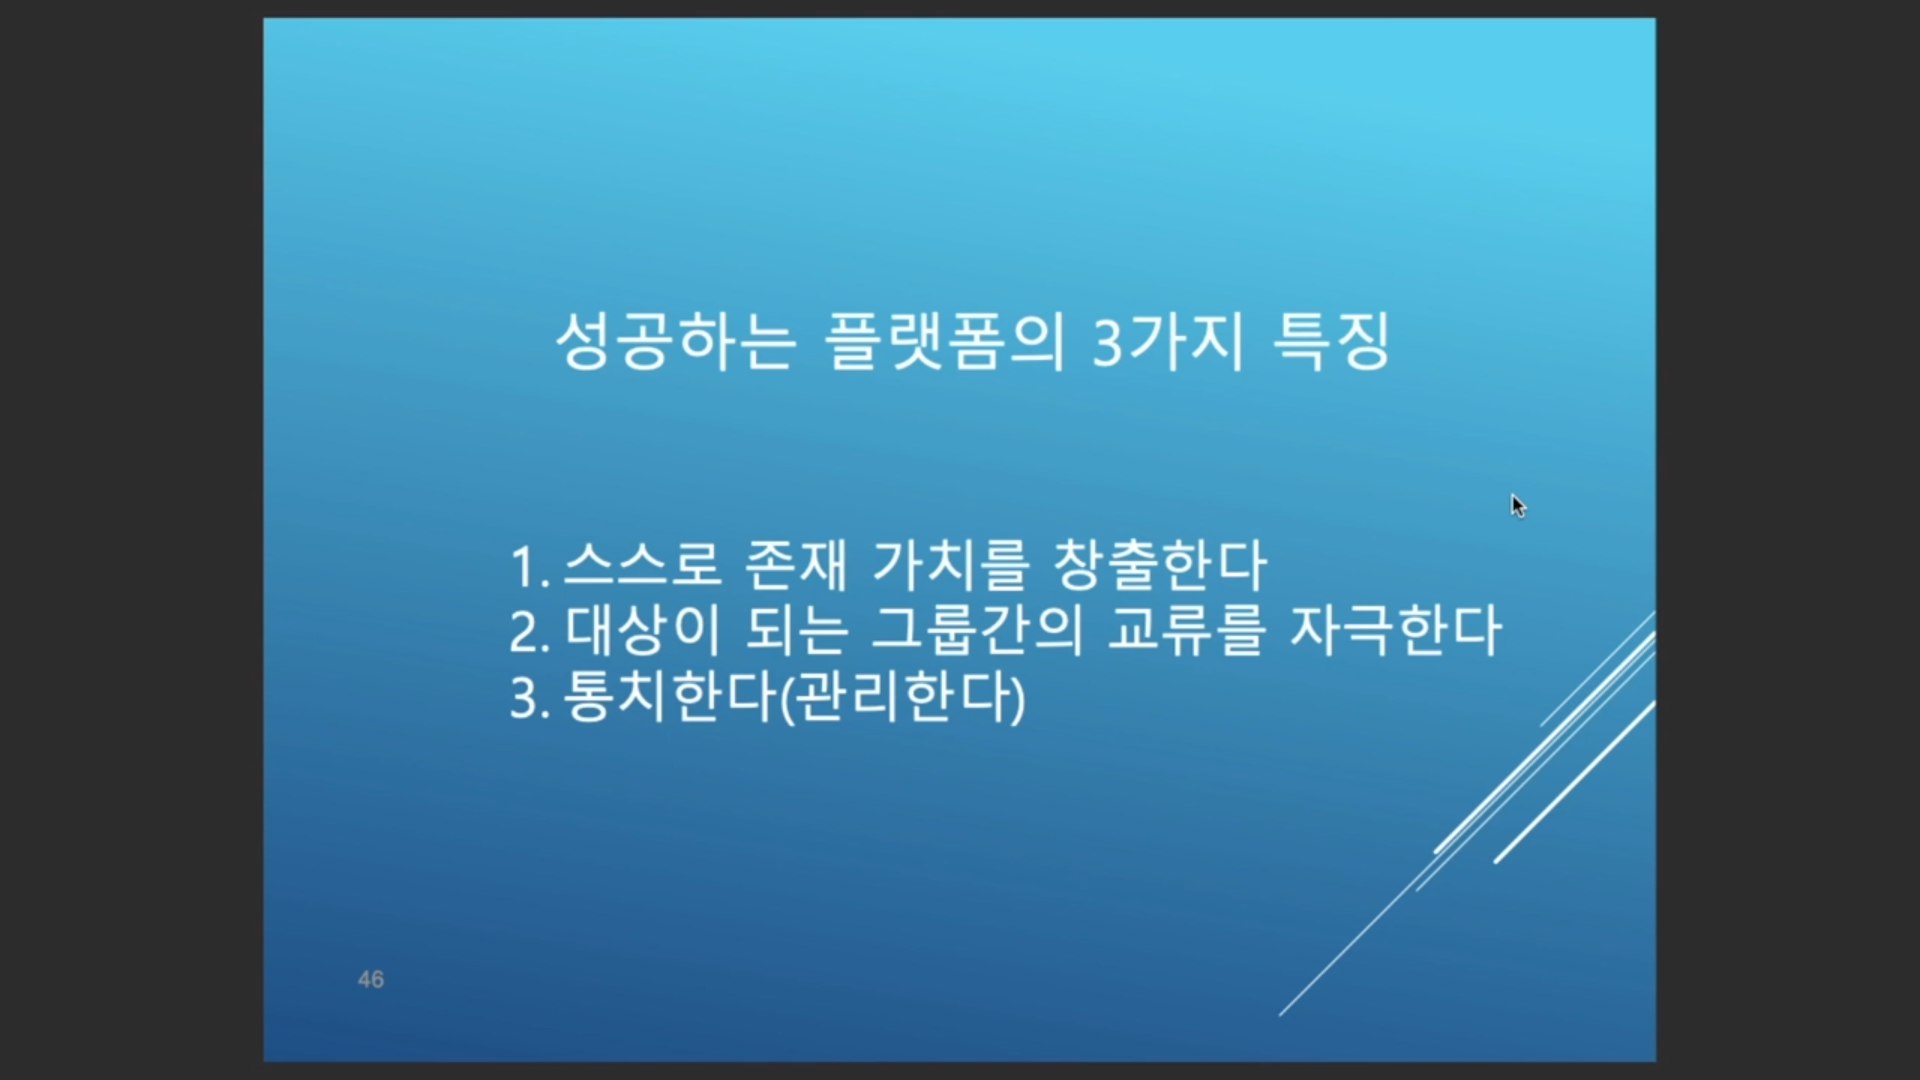 성공하는 플랫폼의 3가지 특징
1. 스스로 존재 가치를 창출한다
2. 대상이 되는 그룹간의 교류를 자극한다
3. 통치한다(관리한다)
46